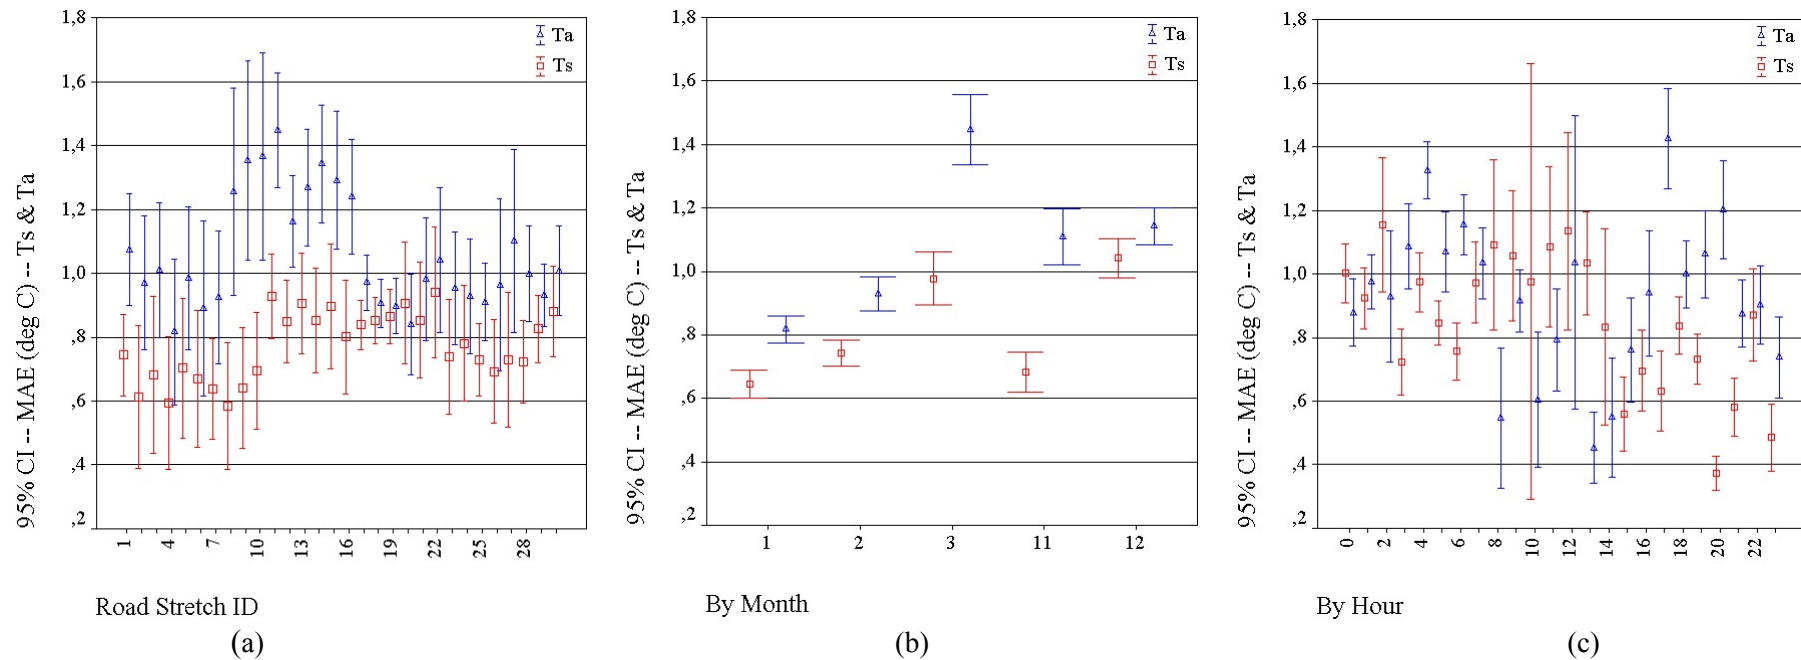 1,8
1,6
1,4
1,2
1,0
,8
,6
,4
,2
95% CI -- MAE (deg C) -- Ts & Ta
Ta
Ts
1 4 7 10 13 16 19 22 25 28
Road Stretch ID
(a)
1,8
1,6
1,4
1,2
1,0
,8
,6
,4
,2
95% CI -- MAE (deg C) -- Ts & Ta
Ta
Ts
1 2 3 11 12
By Month
(b)
1,8
1,6
1,4
1,2
1,0
,8
,6
,4
,2
95% CI -- MAE (deg C) -- Ts & Ta
Ta
Ts
0 2 4 6 8 10 12 14 16 18 20 22
By Hour
(c)